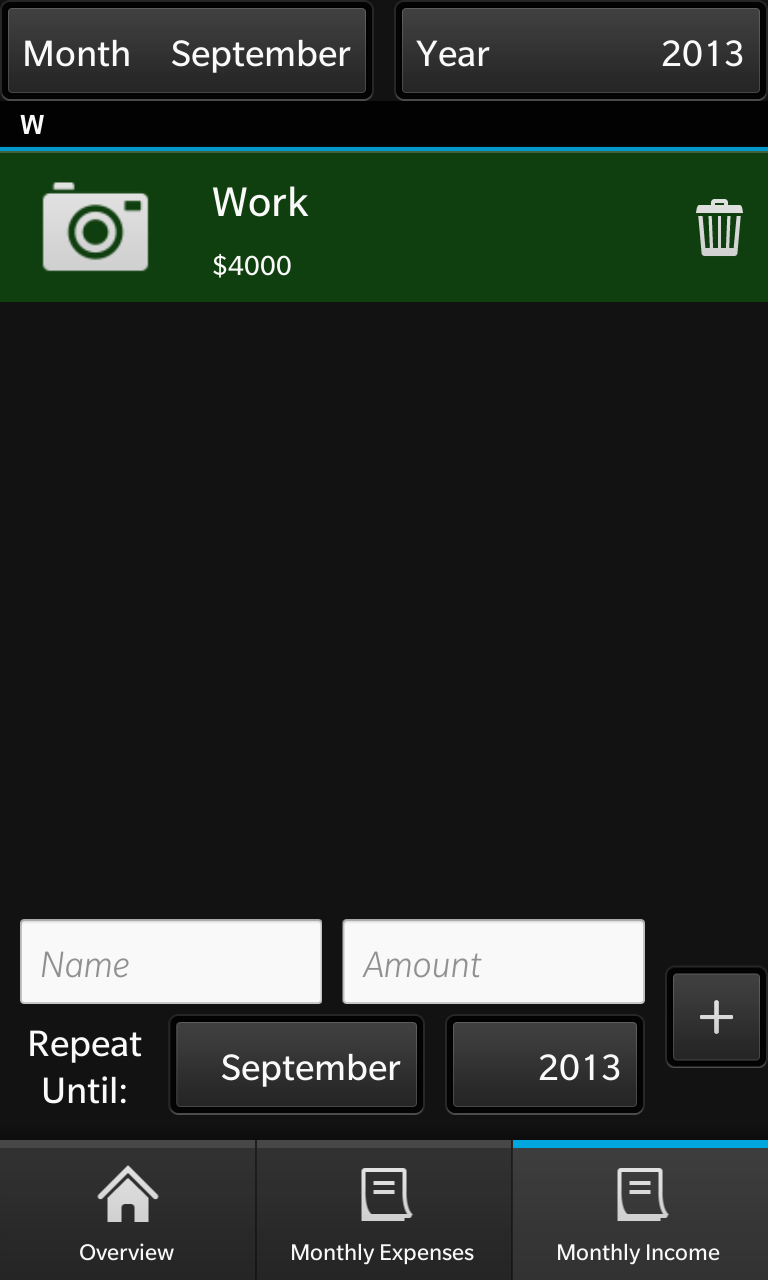 Month September Year 2013
W
Work
$4000
Name Amount
+
Repeat
Until: September 2013
Overview Monthly Expenses Monthly Income